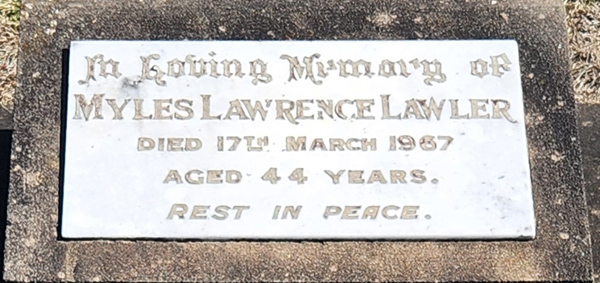 In Loving Memory of
MYLES LAWRENCE LAWLER
DIED 17TH MARCH 1967
AGED 44 YEARS.
REST IN PEACE.